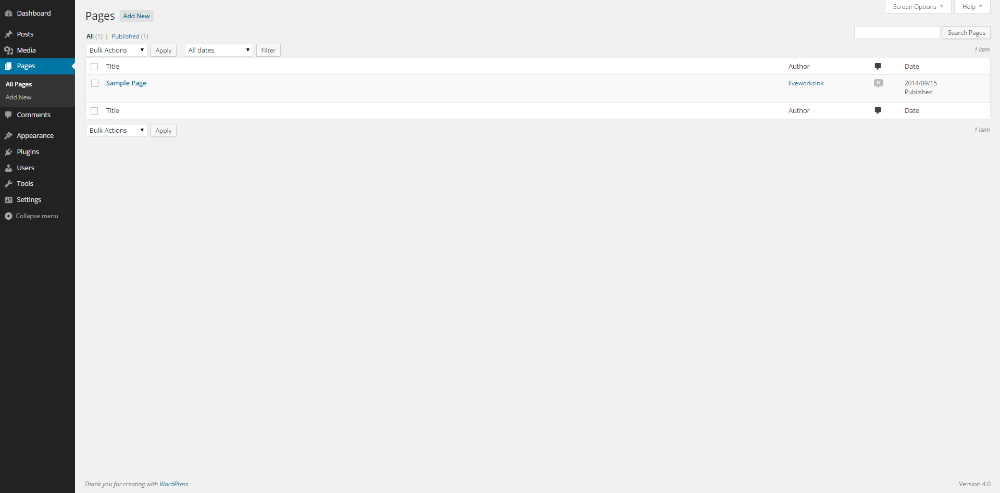 Dashboard
Posts
Media
Pages
All Pages
Add New
Comments
Appearance
Plugins
Users
Tools
Settings
Collapse menu
Screen Options Help
Pages Add New
All (1) | Published (1)
Search Pages
Bulk Actions Apply All dates Filter
1 item
Title Author Date
Sample Page liveworksink 0 2014/09/15
Published
Title Author Date
Bulk Actions Apply
1 item
Thank you for creating with WordPress.
Version 4.0